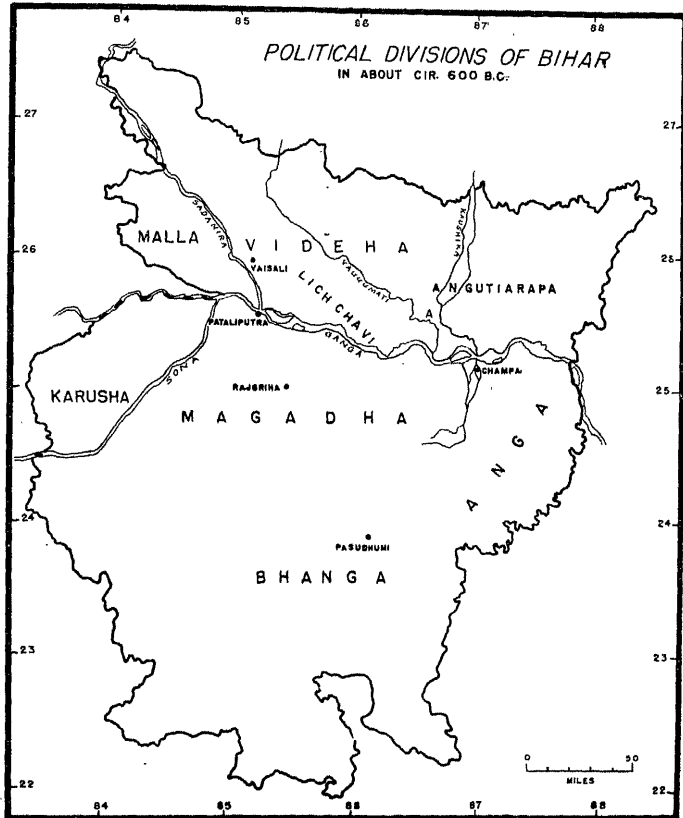 84 85 86 87 88
POLITICAL DIVISIONS OF BIHAR
IN ABOUT CIR. 600 B.C.
27 27
SADANIRA
KAUSHIKA
MALLA
VIDEHA
26 26
VAISALI
LICHCHAVI
ANGUTIARAPA
A
PATALIPUTRA
GANGA
SONA
CHAMPA
25 25
KARUSHA
RAJGRIHA
MAGADHA
ANGA
24 24
PASUBHUMI
BHANGA
23 23
0 50
MILES
22 22
84 85 86 87 88